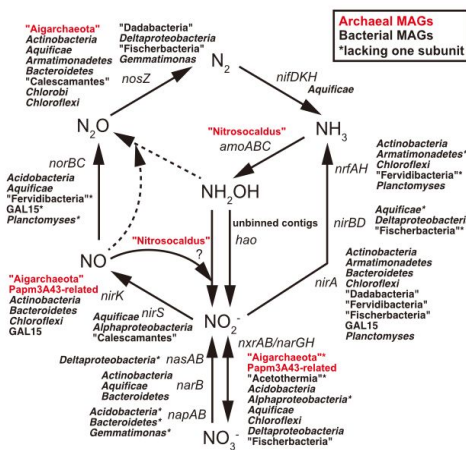 Archaeal MAGs
Bacterial MAGs
*lacking one subunit
"Aigarchaeota"
Actinobacteria
Aquificae
Armatimonadetes
Bacteroidetes
"Calescamantes"
Chlorobi
Chloroflexi
nosZ
"Dadabacteria"
Deltaproteobacteria
"Fischerbacteria"
Gemmatimonas
N2
nifDKH
Aquificae
N2O
NH3
"Nitrosocaldus"
amoABC
norBC
Acidobacteria
Aquificae
"Fervidibacteria"*
GAL15*
Planctomyses*
NH2OH
nrfAH
Actinobacteria
Armatimonadetes*
Chloroflexi
"Fervidibacteria"*
Planctomyces
nirBD
Aquificae*
Deltaproteobacteria
"Fischerbacteria"*
unbinned contigs
hao
"Nitrosocaldus"
?
NO
nirA
Actinobacteria
Armatimonadetes
Bacteroidetes
Chloroflexi
"Dadabacteria"
"Fervidibacteria"
"Fischerbacteria"
GAL15
Planctomyces
"Aigarchaeota"
Papm3A43-related
Actinobacteria
Bacteroidetes
Chloroflexi
GAL15
nirK
nirS
Aquificae
Alphaproteobacteria
"Calescamantes"
NO2-
Deltaproteobacteria*
nasAB
Actinobacteria
Aquificae
Bacteroidetes
narB
Acidobacteria*
Bacteroidetes*
Gemmatimonas*
napAB
nxrAB/narGH
"Aigarchaeota"*
Papm3A43-related
"Acetothermia"*
Acidobacteria
Alphaproteobacteria*
Aquificae
Chloroflexi
Deltaproteobacteria
"Fischerbacteria"
NO3-